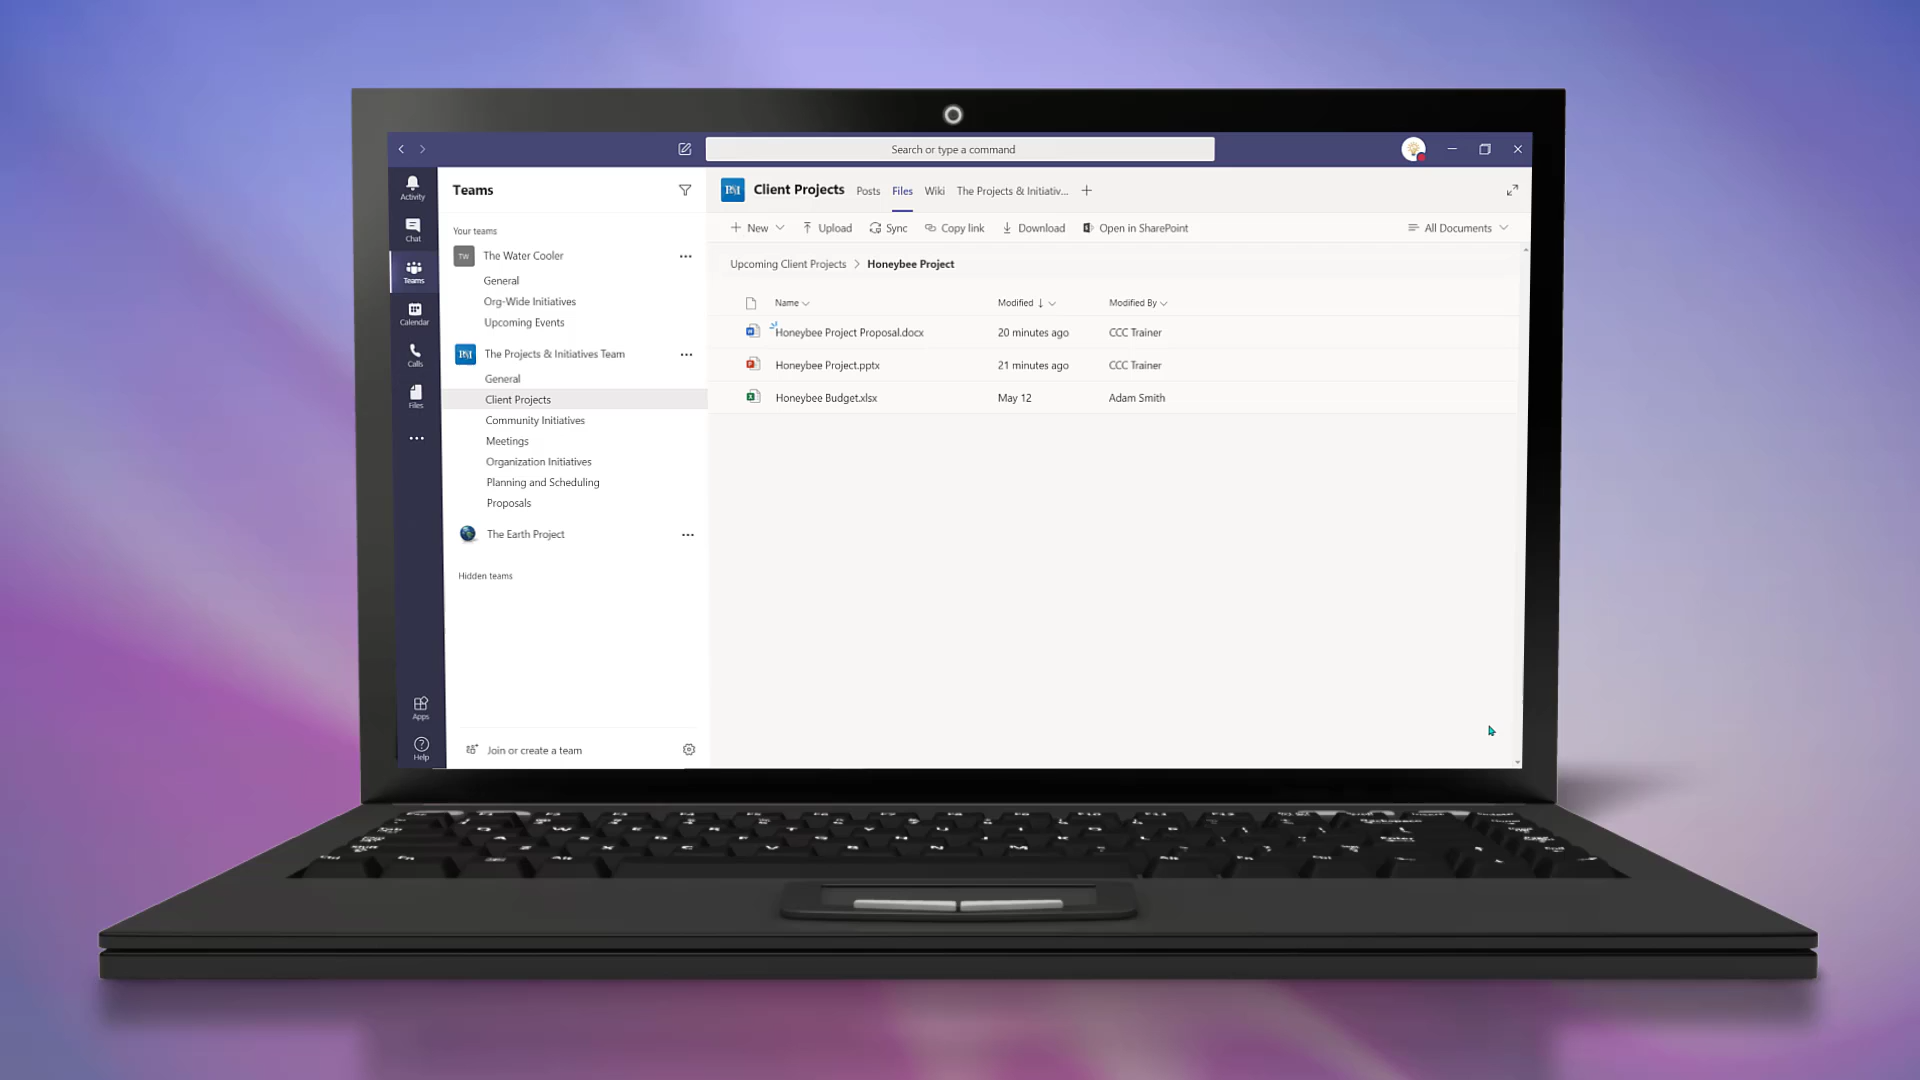 Search or type a command
Activity
Chat
Teams
Calendar
Calls
Files
Apps
Help
Teams
Your teams
TW The Water Cooler
General
Org-Wide Initiatives
Upcoming Events
The Projects & Initiatives Team
General
Client Projects
Community Initiatives
Meetings
Organization Initiatives
Planning and Scheduling
Proposals
The Earth Project
Hidden teams
Join or create a team
Client Projects Posts Files Wiki The Projects & Initiativ...
New Upload Sync Copy link Download Open in SharePoint All Documents
Upcoming Client Projects > Honeybee Project
Name Modified Modified By
Honeybee Project Proposal.docx 20 minutes ago CCC Trainer
Honeybee Project.pptx 21 minutes ago CCC Trainer
Honeybee Budget.xlsx May 12 Adam Smith